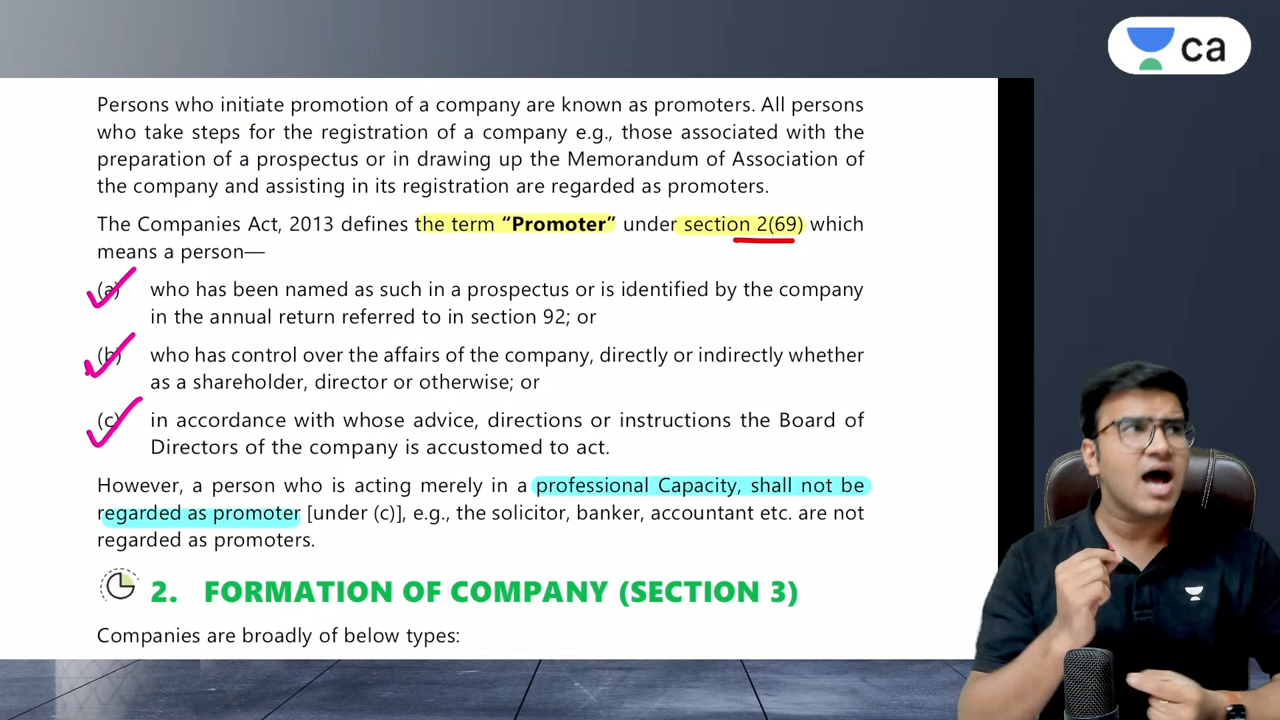 ca
Persons who initiate promotion of a company are known as promoters. All persons
who take steps for the registration of a company e.g., those associated with the
preparation of a prospectus or in drawing up the Memorandum of Association of
the company and assisting in its registration are regarded as promoters.
The Companies Act, 2013 defines the term “Promoter” under section 2(69) which
means a person—
(a) who has been named as such in a prospectus or is identified by the company
in the annual return referred to in section 92; or
(b) who has control over the affairs of the company, directly or indirectly whether
as a shareholder, director or otherwise; or
(c) in accordance with whose advice, directions or instructions the Board of
Directors of the company is accustomed to act.
However, a person who is acting merely in a professional Capacity, shall not be
regarded as promoter [under (c)], e.g., the solicitor, banker, accountant etc. are not
regarded as promoters.
2. FORMATION OF COMPANY (SECTION 3)
Companies are broadly of below types: